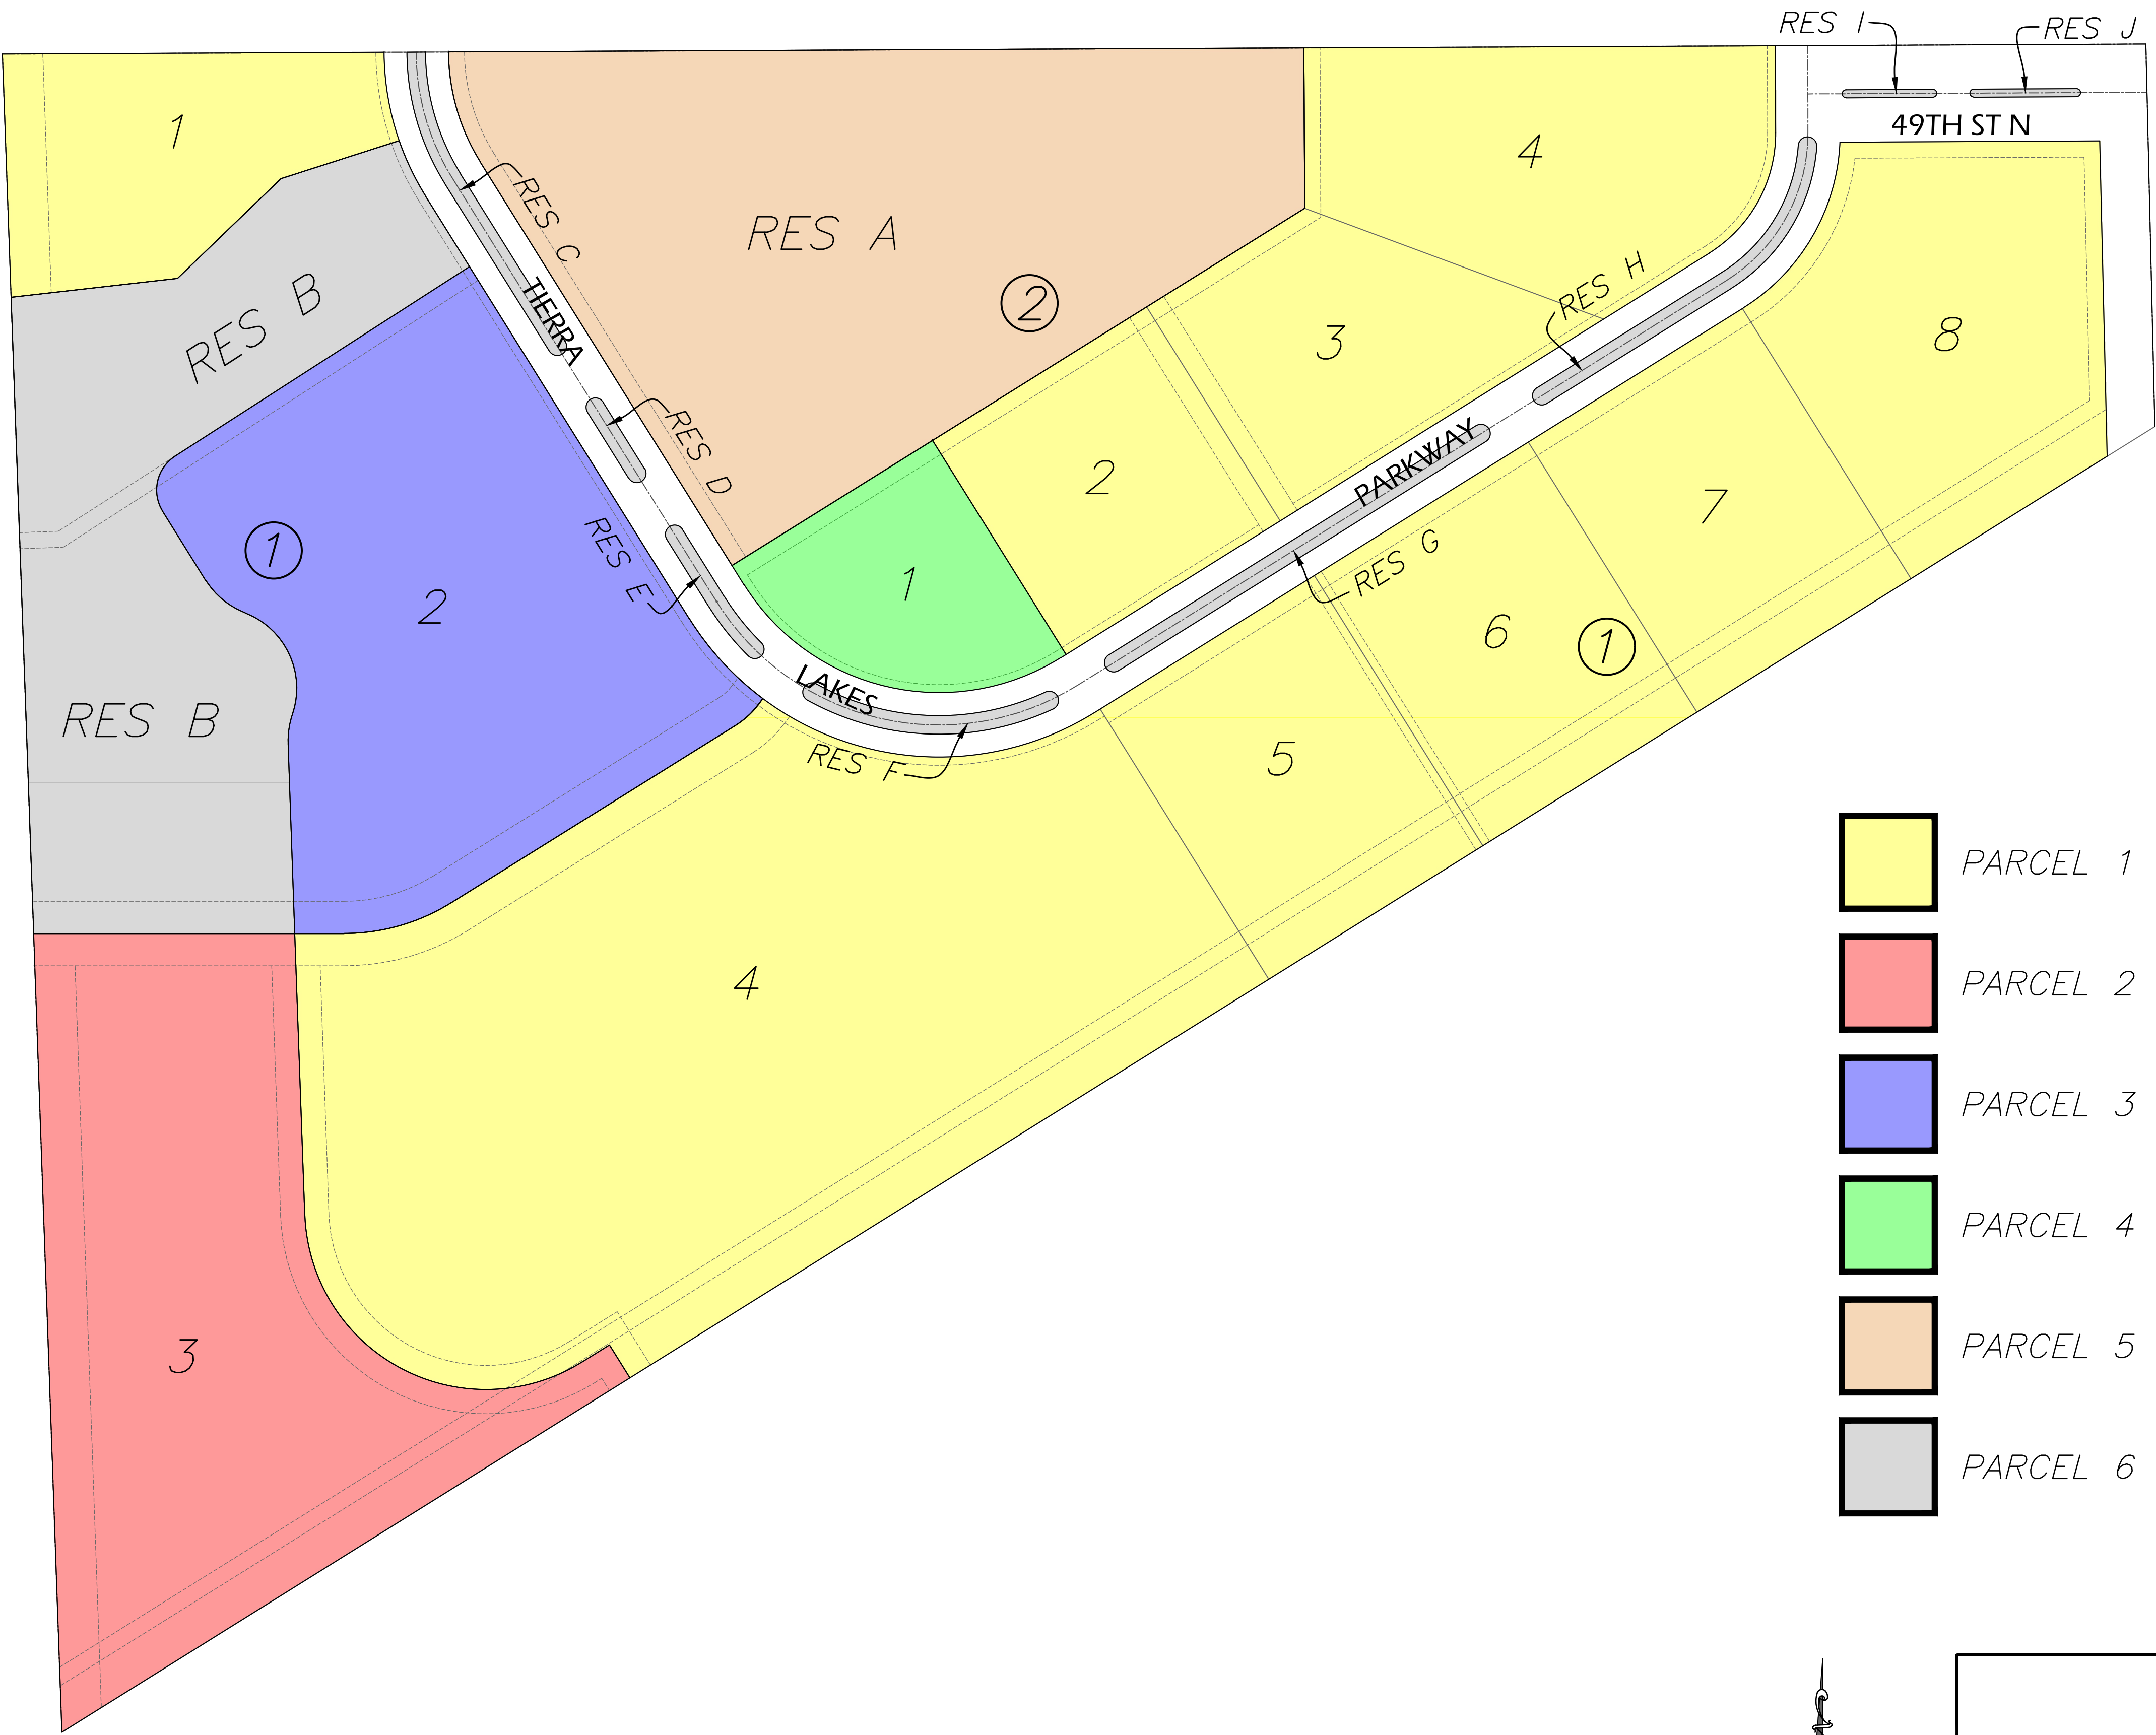 RES I
RES J
49TH ST N
1
RES C
RES A
4
RES B
TIERRA
2
RES H
3
8
RES D
2
PARKWAY
7
1
RES E
2
1
RES G
6
1
RES B
LAKES
RES F
5
4
3
PARCEL 1
PARCEL 2
PARCEL 3
PARCEL 4
PARCEL 5
PARCEL 6